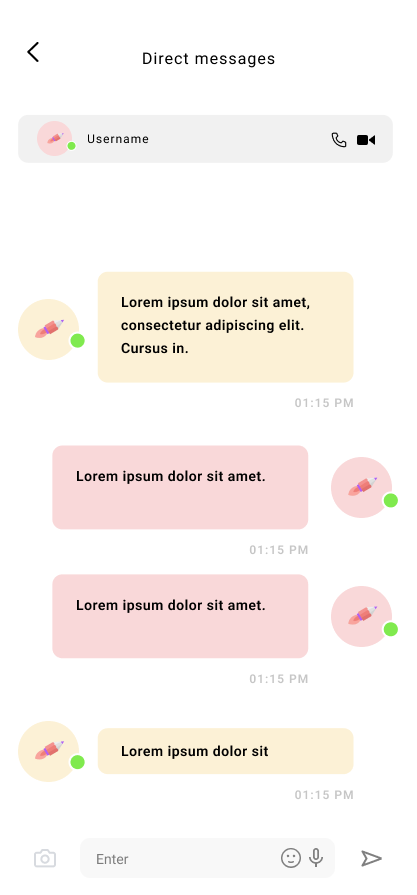 Direct messages
Username
Lorem ipsum dolor sit amet,
consectetur adipiscing elit.
Cursus in.
01:15 PM
Lorem ipsum dolor sit amet.
01:15 PM
Lorem ipsum dolor sit amet.
01:15 PM
Lorem ipsum dolor sit
01:15 PM
Enter